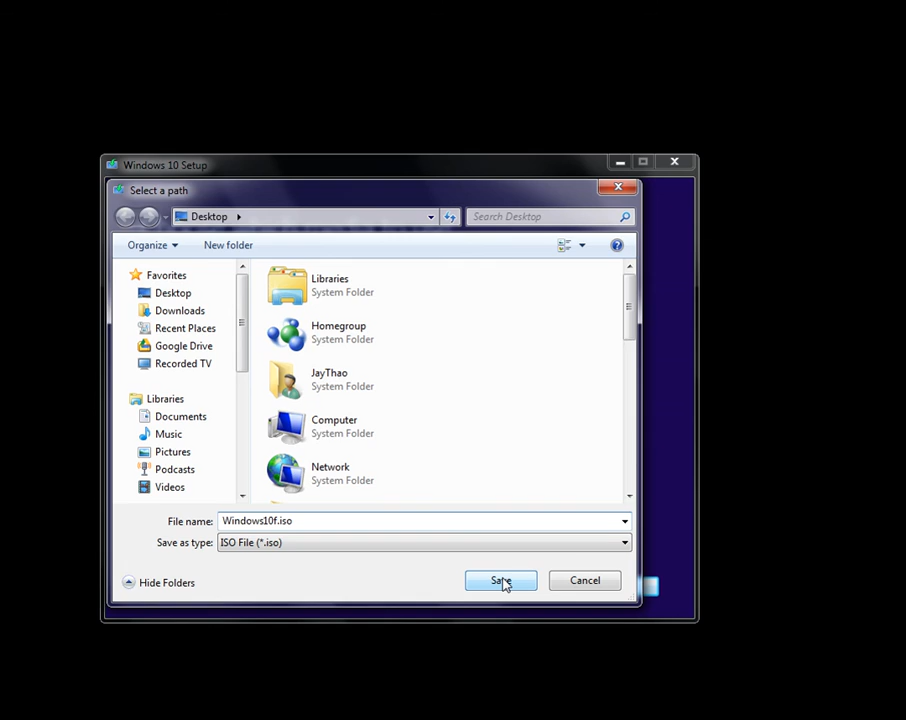 Windows 10 Setup
Select a path
Desktop
Search Desktop
Organize
New folder
Favorites
Desktop
Downloads
Recent Places
Google Drive
Recorded TV
Libraries
Documents
Music
Pictures
Podcasts
Videos
Libraries
System Folder
Homegroup
System Folder
JayThao
System Folder
Computer
System Folder
Network
System Folder
File name: Windows10f.iso
Save as type: ISO File (*.iso)
Hide Folders
Save
Cancel